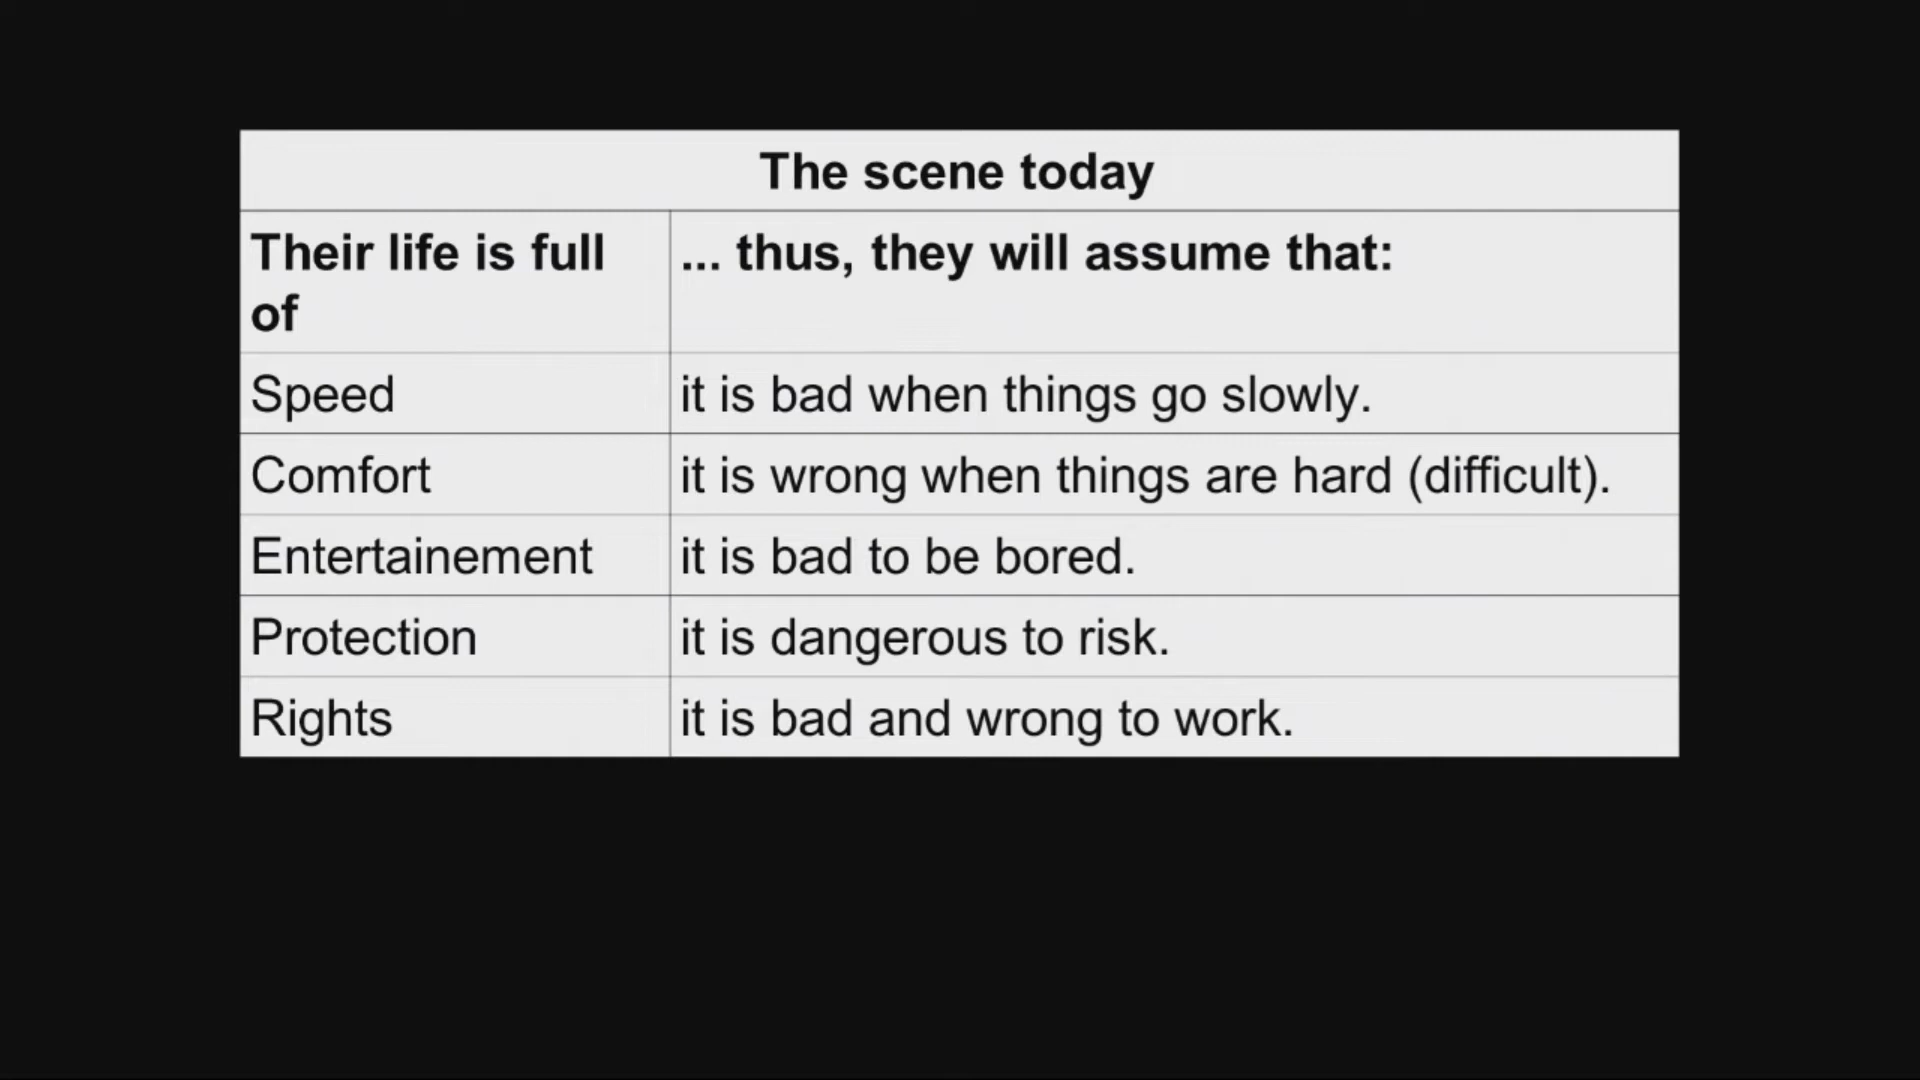 The scene today
Their life is full
of
... thus, they will assume that:
Speed
it is bad when things go slowly.
Comfort
it is wrong when things are hard (difficult).
Entertainement
it is bad to be bored.
Protection
it is dangerous to risk.
Rights
it is bad and wrong to work.